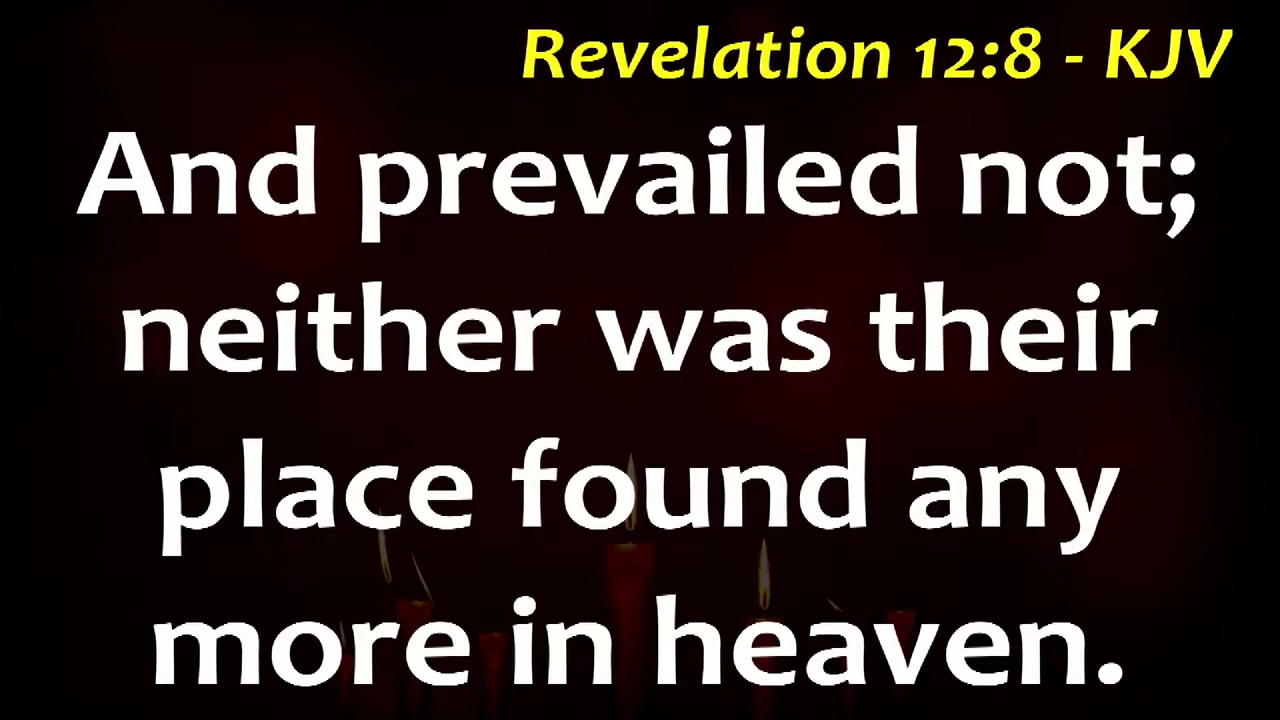 Revelation 12:8 - KJV
And prevailed not;
neither was their
place found any
more in heaven.